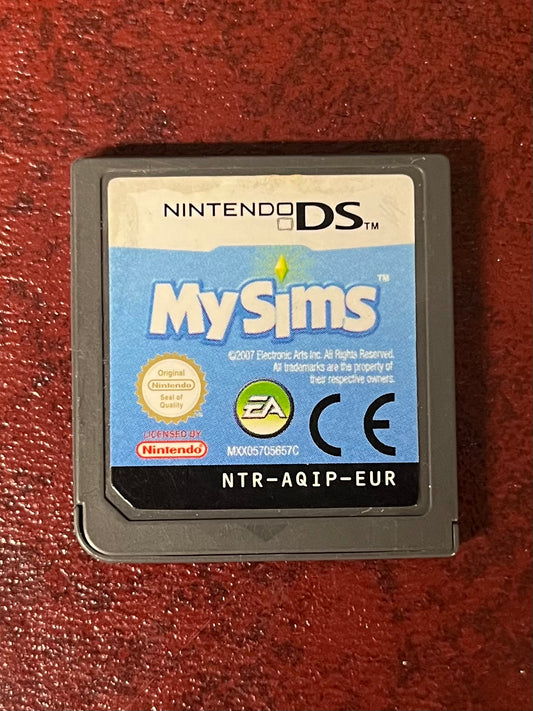 NINTENDO DS™
MySims™
©2007 Electronic Arts Inc. All Rights Reserved.
All trademarks are the property of
their respective owners.
Original
Nintendo
Seal of
Quality
EA
CE
LICENSED BY
Nintendo
MXX05705657C
NTR-AQIP-EUR